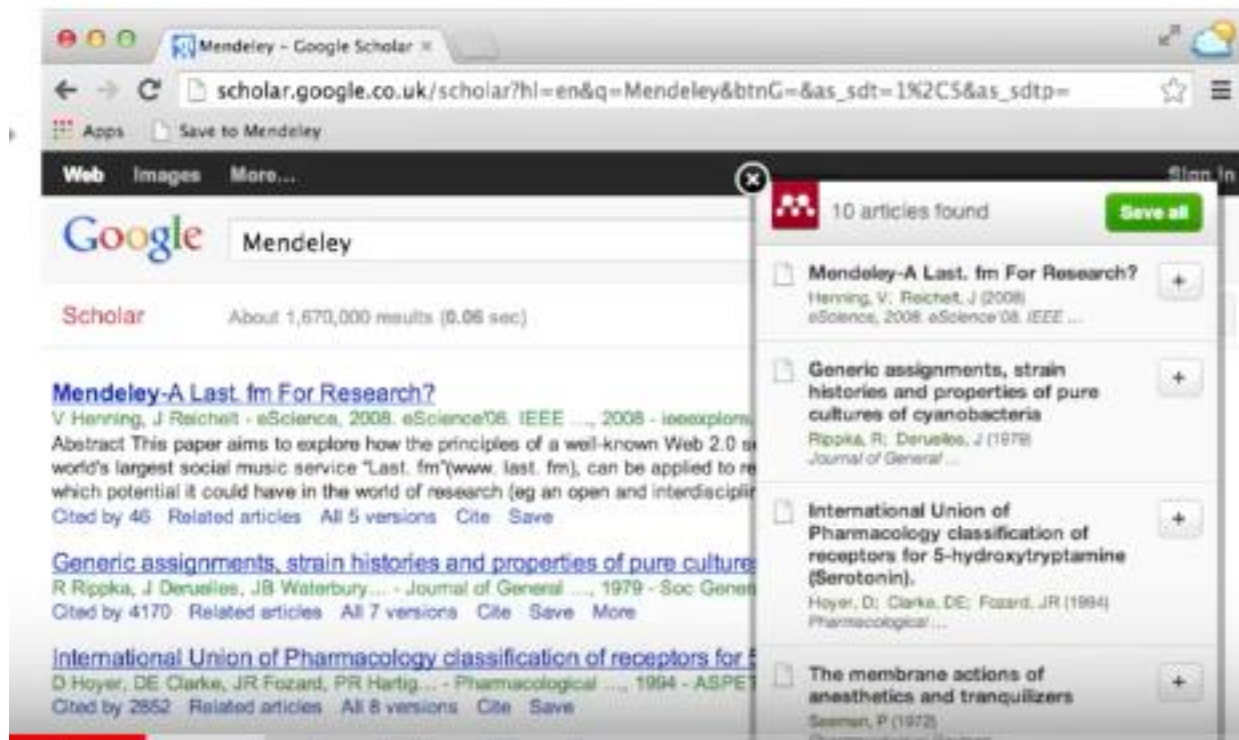 Mendeley - Google Scholar ×
scholar.google.co.uk/scholar?hl=en&q=Mendeley&btnG=&as_sdt=1%2C5&as_sdtp=
Apps Save to Mendeley
Web Images More... Sign in
Google Mendeley
Scholar About 1,670,000 results (0.06 sec)
Mendeley-A Last. fm For Research?
V Henning, J Reichelt - eScience, 2008. eScience'08. IEEE ..., 2008 - ieeexplore
Abstract This paper aims to explore how the principles of a well-known Web 2.0 se
world's largest social music service "Last. fm"(www. last. fm), can be applied to re
which potential it could have in the world of research (eg an open and interdisciplin
Cited by 46 Related articles All 5 versions Cite Save
Generic assignments, strain histories and properties of pure culture
R Rippka, J Deruelles, JB Waterbury... - Journal of General ..., 1979 - Soc Genera
Cited by 4170 Related articles All 7 versions Cite Save More
International Union of Pharmacology classification of receptors for 5
D Hoyer, DE Clarke, JR Fozard, PR Hartig... - Pharmacological ..., 1994 - ASPET
Cited by 2852 Related articles All 8 versions Cite Save
10 articles found Save all
Mendeley-A Last. fm For Research? +
Henning, V; Reichelt, J (2008)
eScience, 2008. eScience'08. IEEE ...
Generic assignments, strain +
histories and properties of pure
cultures of cyanobacteria
Rippka, R; Deruelles, J (1979)
Journal of General ...
International Union of +
Pharmacology classification of
receptors for 5-hydroxytryptamine
(Serotonin).
Hoyer, D; Clarke, DE; Fozard, JR (1994)
Pharmacological ...
The membrane actions of +
anesthetics and tranquilizers
Seeman, P (1972)